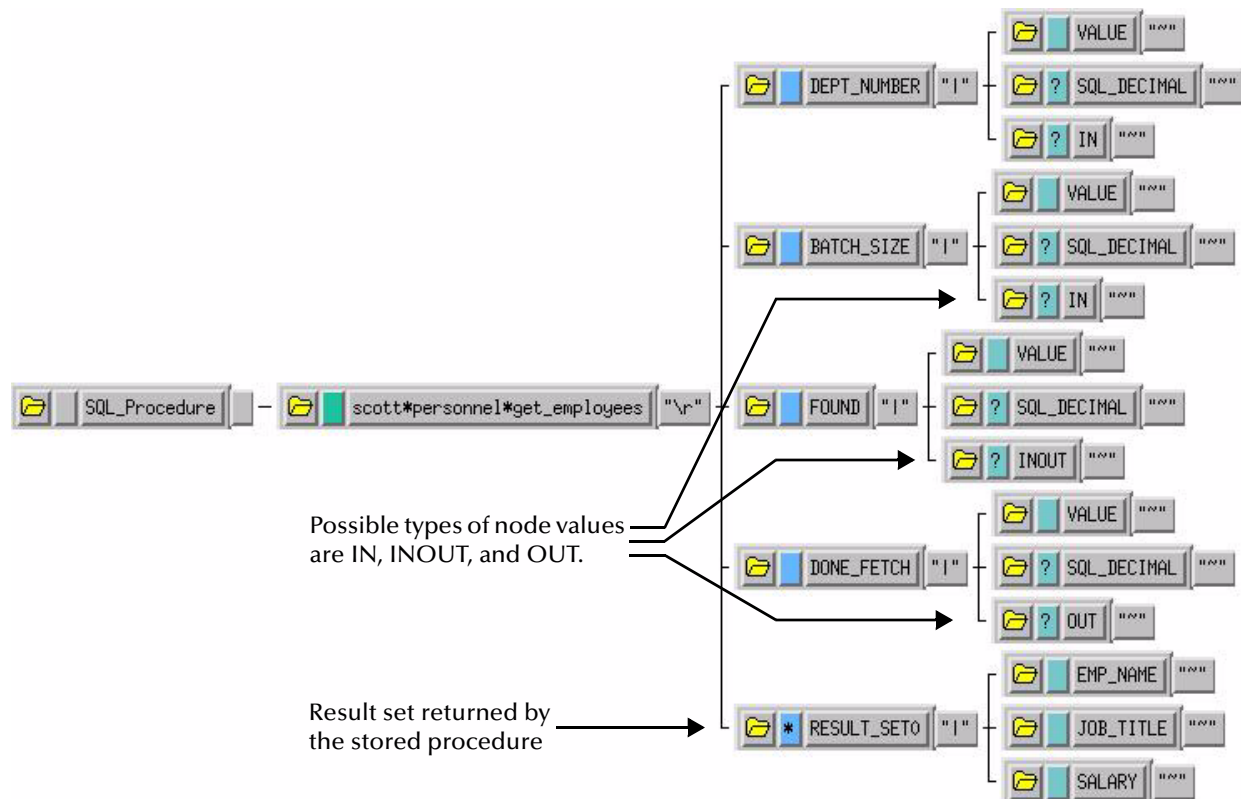 VALUE "~"
DEPT_NUMBER "|" ? SQL_DECIMAL "~"
? IN "~"
VALUE "~"
BATCH_SIZE "|" ? SQL_DECIMAL "~"
? IN "~"
VALUE "~"
SQL_Procedure scott*personnel*get_employees "\r" FOUND "|" ? SQL_DECIMAL "~"
? INOUT "~"
Possible types of node values
are IN, INOUT, and OUT.
VALUE "~"
DONE_FETCH "|" ? SQL_DECIMAL "~"
? OUT "~"
Result set returned by
the stored procedure
EMP_NAME "~"
* RESULT_SET0 "|" JOB_TITLE "~"
SALARY "~"